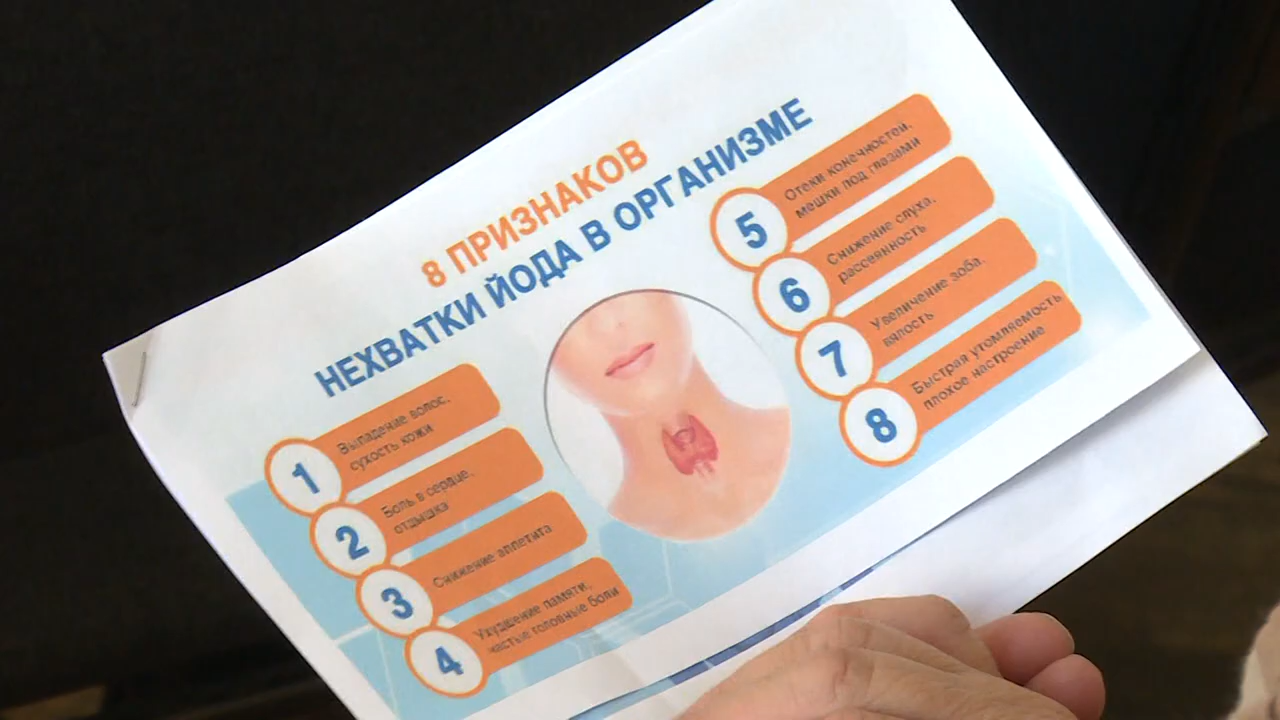 8 ПРИЗНАКОВ
НЕХВАТКИ ЙОДА В ОРГАНИЗМЕ
1
Выпадение волос,
сухость кожи
2
Боль в сердце,
отдышка
3
Снижение аппетита
4
Ухудшение памяти,
частые головные боли
5
Отеки конечностей,
мешки под глазами
6
Снижение слуха,
рассеянность
7
Увеличение зоба,
вялость
8
Быстрая утомляемость
плохое настроение